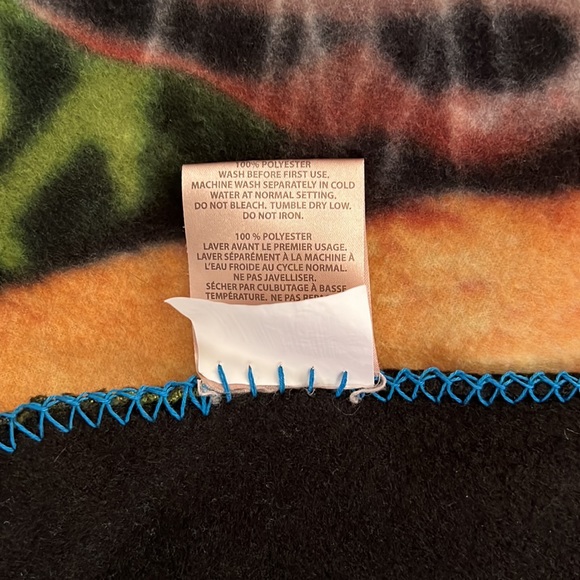 100% POLYESTER
WASH BEFORE FIRST USE,
MACHINE WASH SEPARATELY IN COLD
WATER AT NORMAL SETTING,
DO NOT BLEACH. TUMBLE DRY LOW.
DO NOT IRON.
100 % POLYESTER
LAVER AVANT LE PREMIER USAGE.
LAVER SÉPARÉMENT À LA MACHINE À
L'EAU FROIDE AU CYCLE NORMAL.
NE PAS JAVELLISER.
SÉCHER PAR CULBUTAGE À BASSE
TEMPÉRATURE. NE PAS